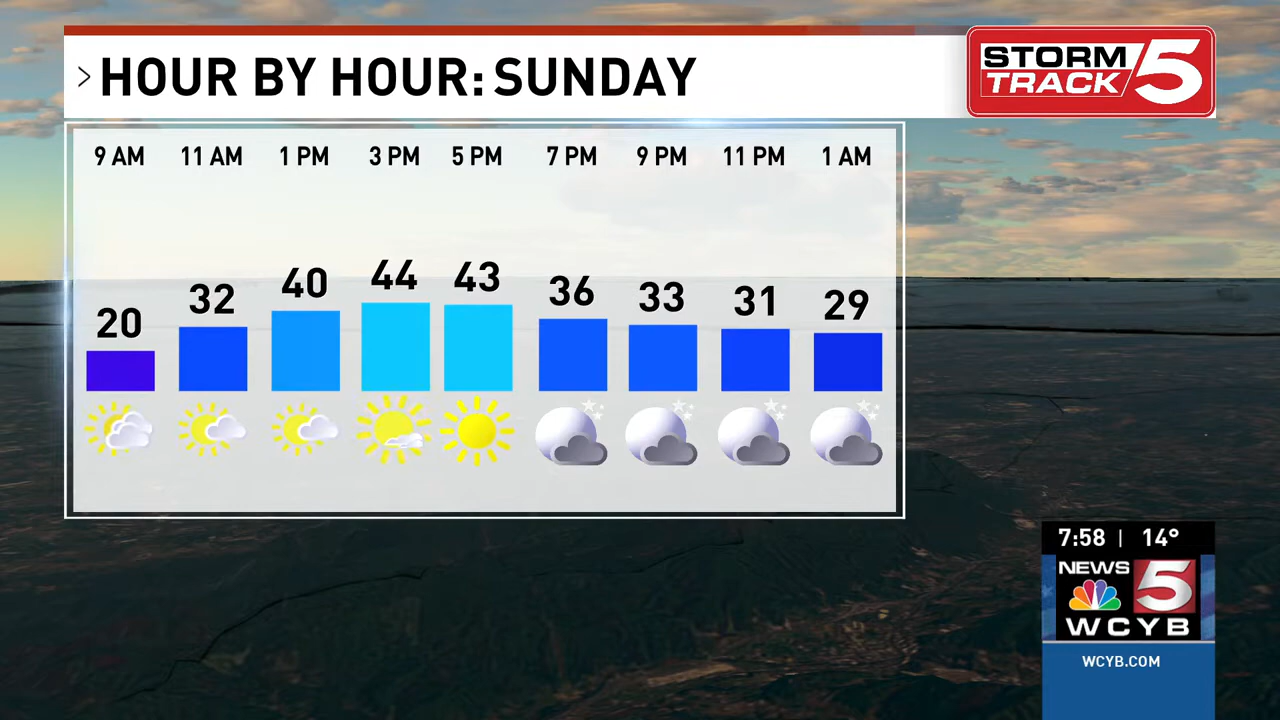 > HOUR BY HOUR: SUNDAY
STORM
TRACK 5
9 AM 11 AM 1 PM 3 PM 5 PM 7 PM 9 PM 11 PM 1 AM
20 32 40 44 43 36 33 31 29
7:58 | 14°
NEWS 5
WCYB
WCYB.COM